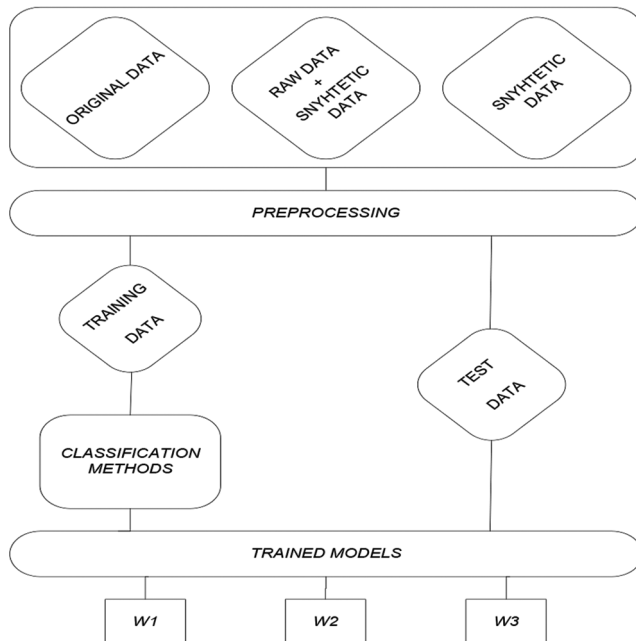 ORIGINAL DATA
RAW DATA
+
SNYHTETIC
DATA
SNYHTETIC
DATA
PREPROCESSING
TRAINING
DATA
TEST
DATA
CLASSIFICATION
METHODS
TRAINED MODELS
W1
W2
W3